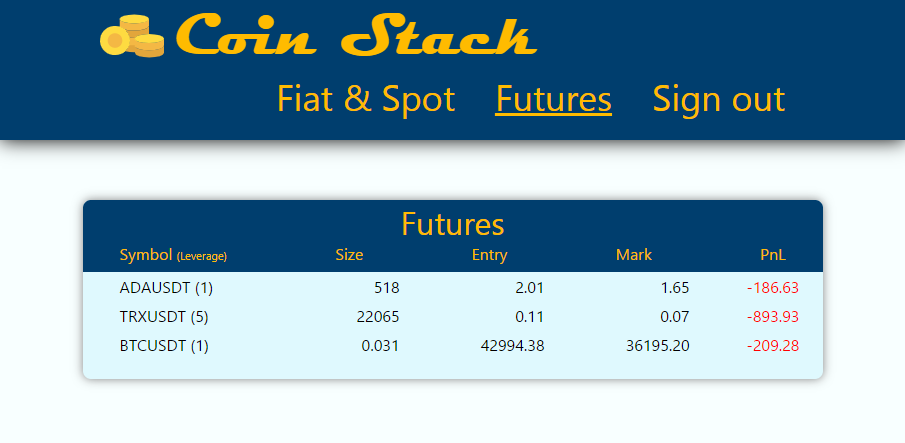 Coin Stack
Fiat & Spot Futures Sign out
Futures
Symbol (Leverage) Size Entry Mark PnL
ADAUSDT (1) 518 2.01 1.65 -186.63
TRXUSDT (5) 22065 0.11 0.07 -893.93
BTCUSDT (1) 0.031 42994.38 36195.20 -209.28